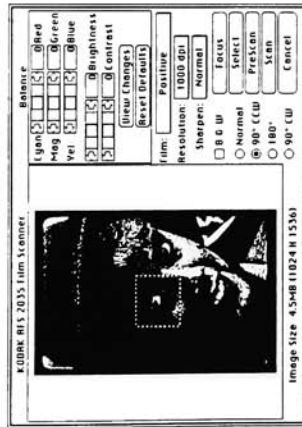 KODAK RFS 2035 Film Scanner
Balance
Cyan 0 Red
Mag 0 Green
Yel 0 Blue
0 Brightness
0 Contrast
View Changes
Reset Defaults
Film: Positive
Resolution: 1000 dpi
Sharpen: Normal
B & W
Normal
90° CCW
180°
90° CW
Focus
Select
PreScan
Scan
Cancel
Image Size 4.5MB (1024 H 1536)